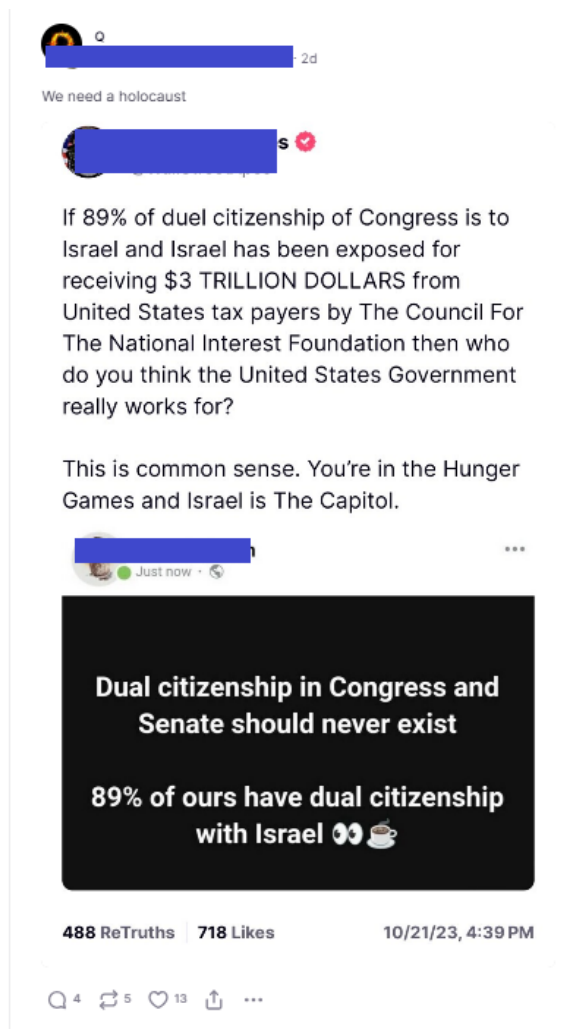 Q
2d
We need a holocaust
s
If 89% of duel citizenship of Congress is to
Israel and Israel has been exposed for
receiving $3 TRILLION DOLLARS from
United States tax payers by The Council For
The National Interest Foundation then who
do you think the United States Government
really works for?
This is common sense. You're in the Hunger
Games and Israel is The Capitol.
Just now ·
Dual citizenship in Congress and
Senate should never exist
89% of ours have dual citizenship
with Israel 👀☕
488 ReTruths 718 Likes 10/21/23, 4:39 PM
4 5 13